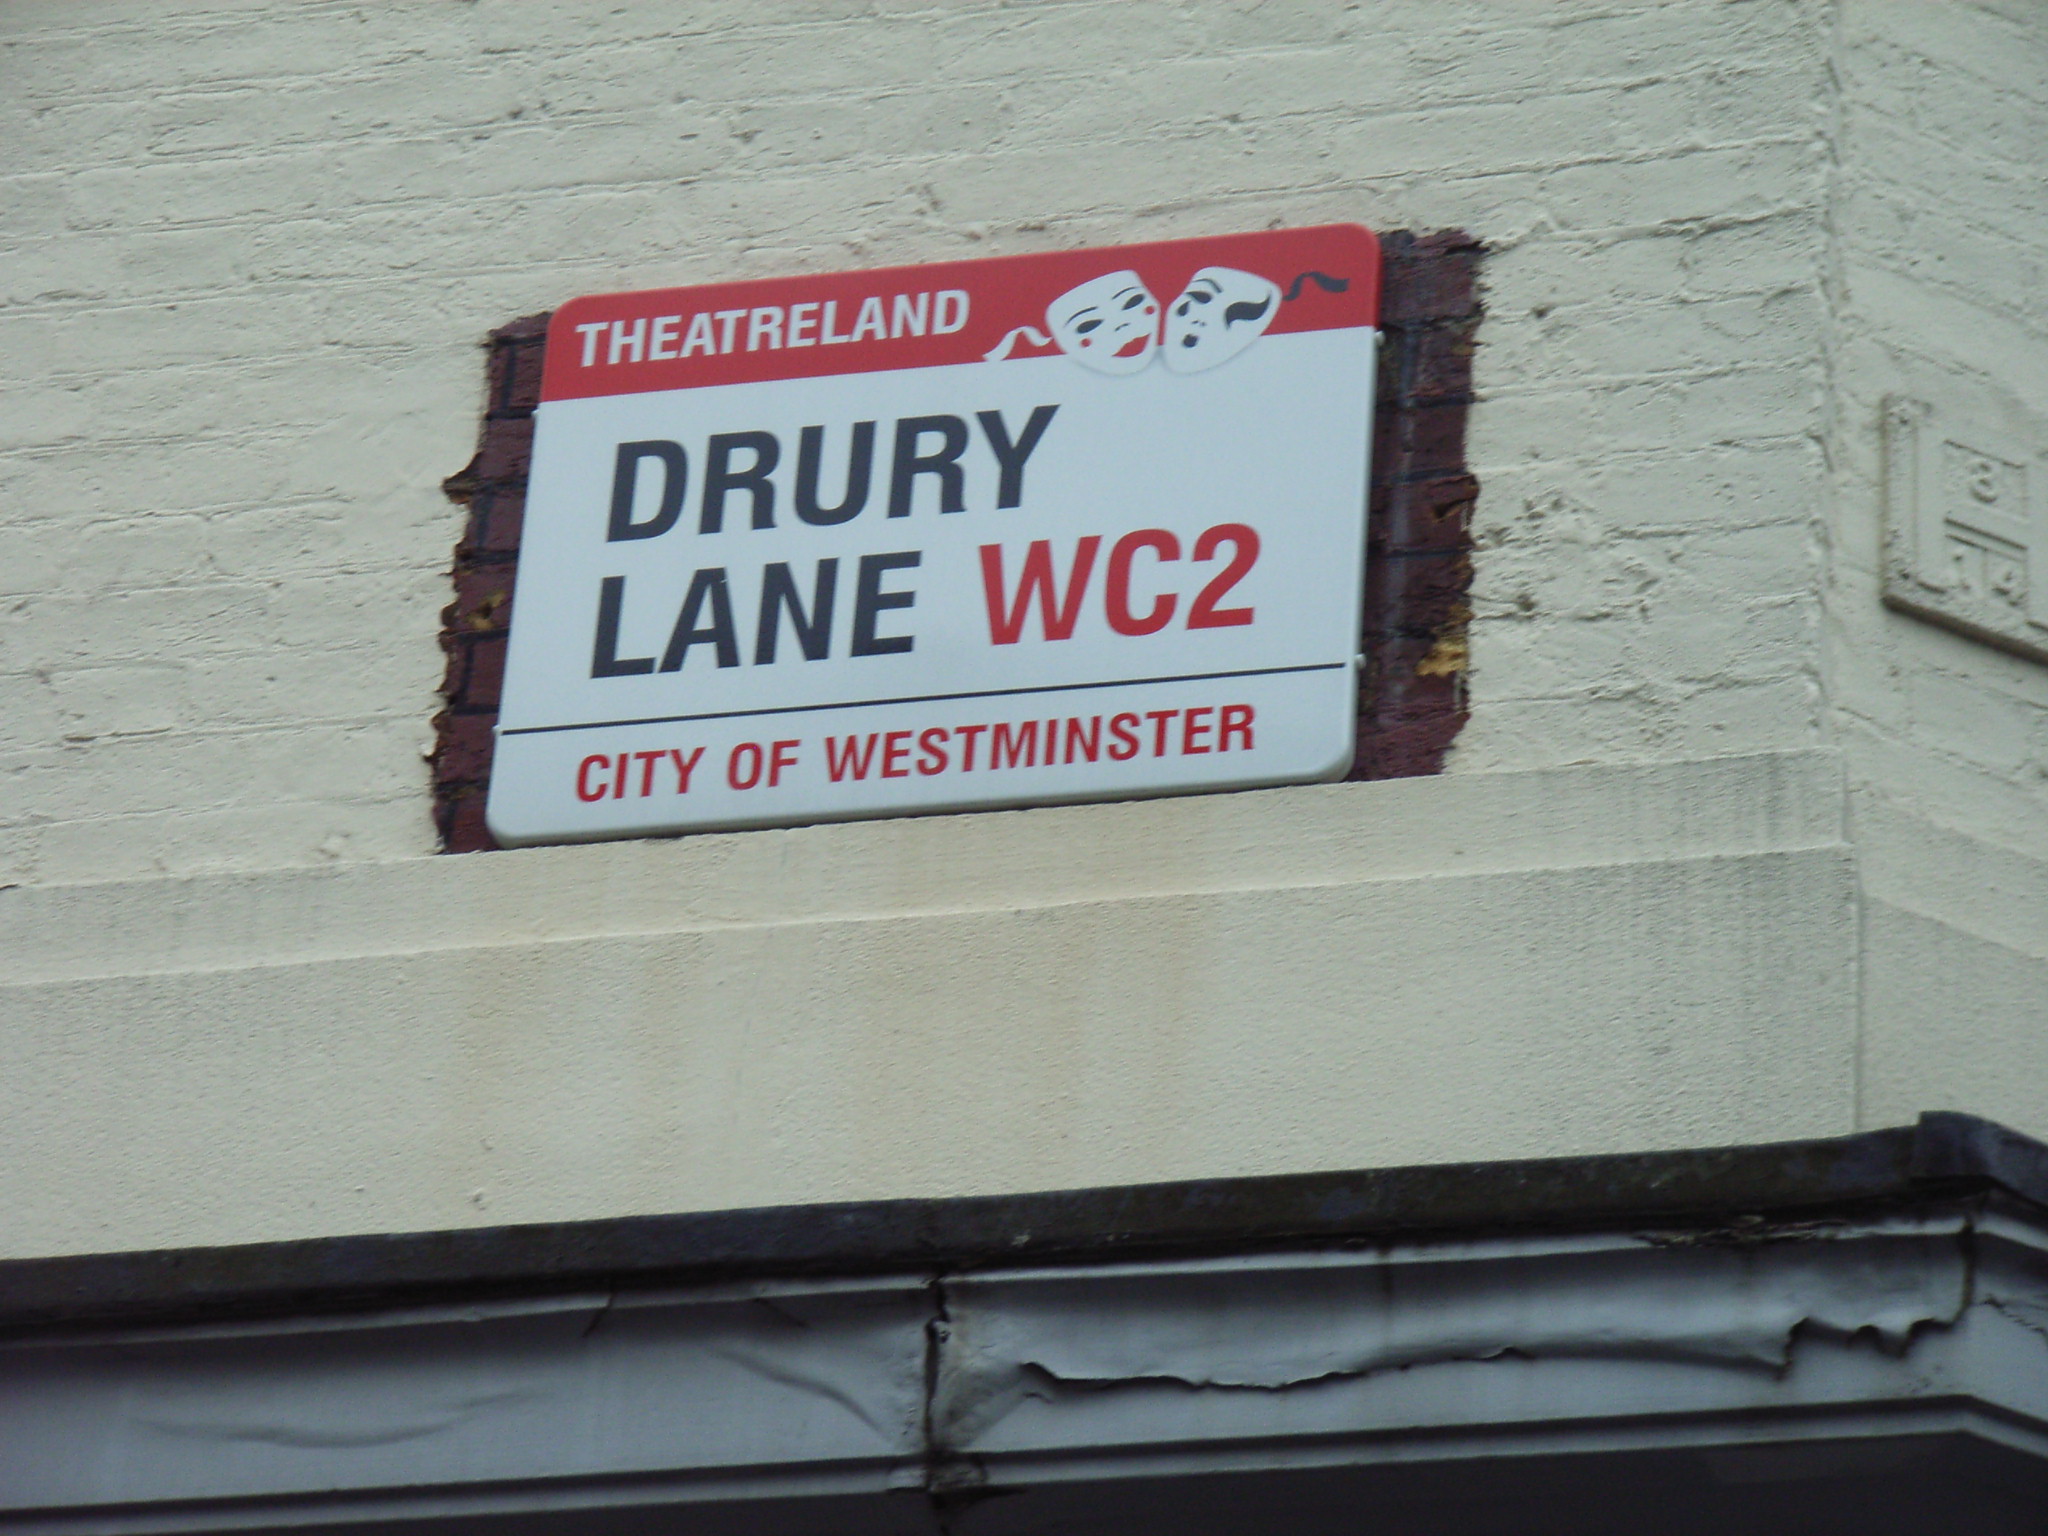 THEATRELAND
DRURY
LANE WC2
CITY OF WESTMINSTER